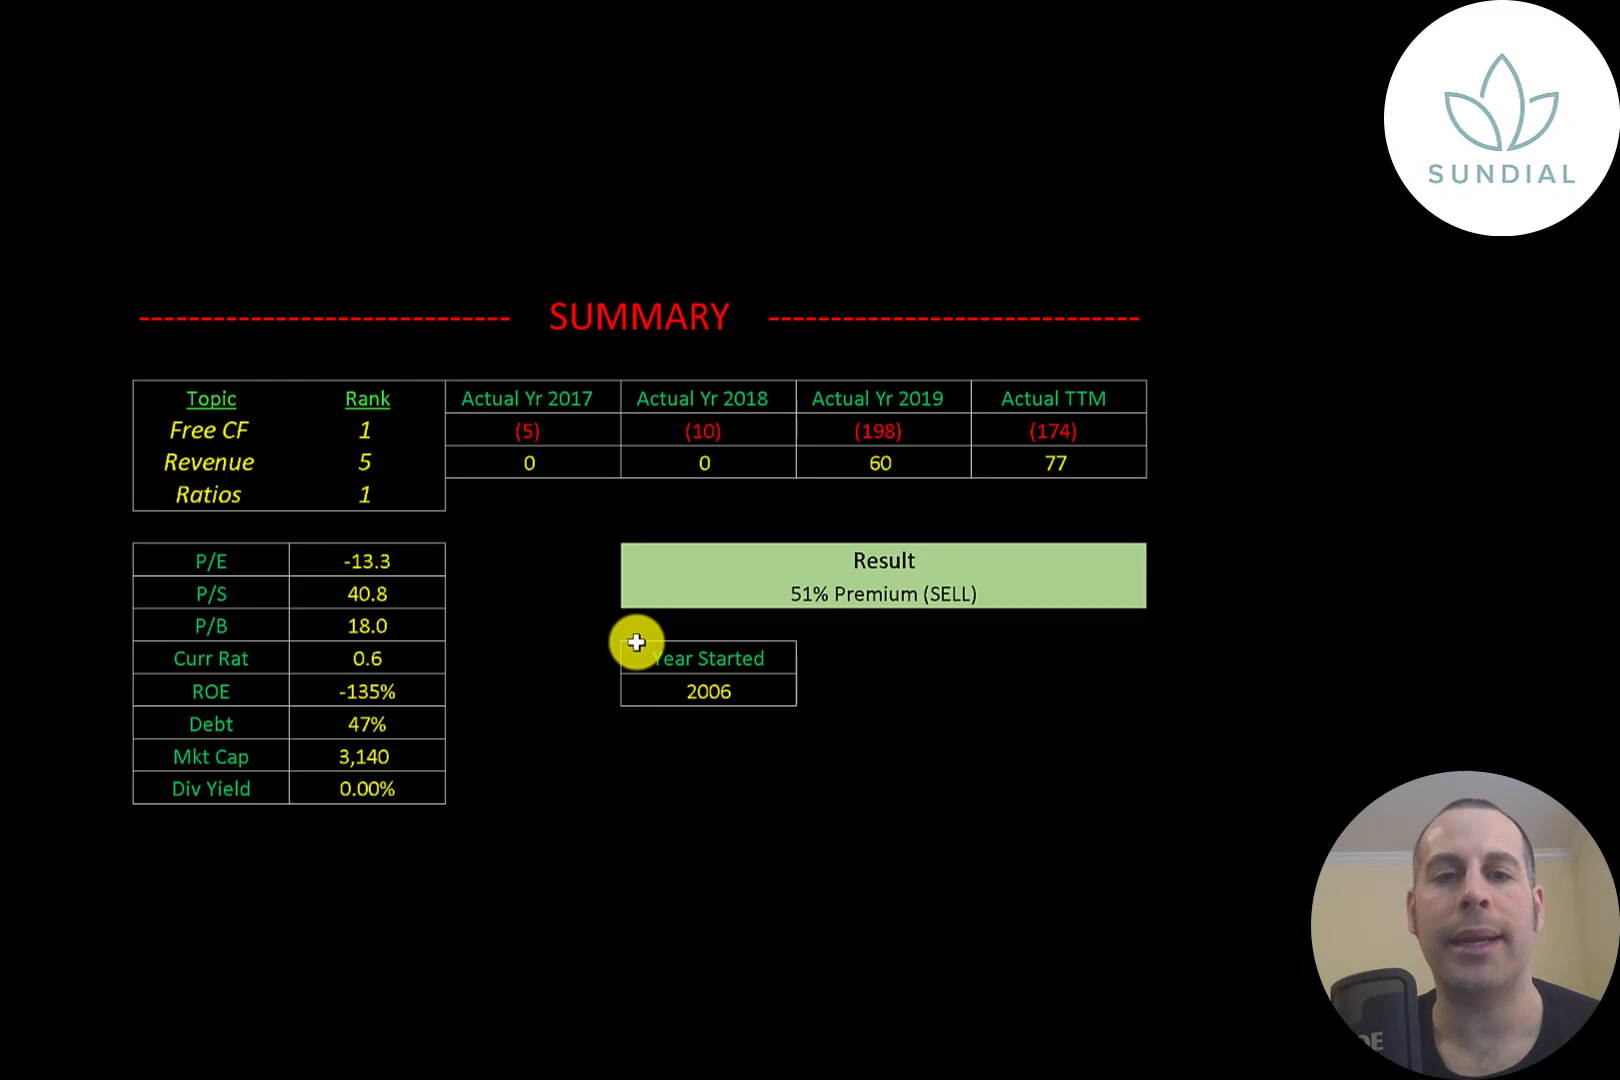 SUNDIAL
------------------------------ SUMMARY ------------------------------
Topic Rank Actual Yr 2017 Actual Yr 2018 Actual Yr 2019 Actual TTM
Free CF 1 (5) (10) (198) (174)
Revenue 5 0 0 60 77
Ratios 1
P/E -13.3 Result
P/S 40.8 51% Premium (SELL)
P/B 18.0
Curr Rat 0.6 Year Started
ROE -135% 2006
Debt 47%
Mkt Cap 3,140
Div Yield 0.00%